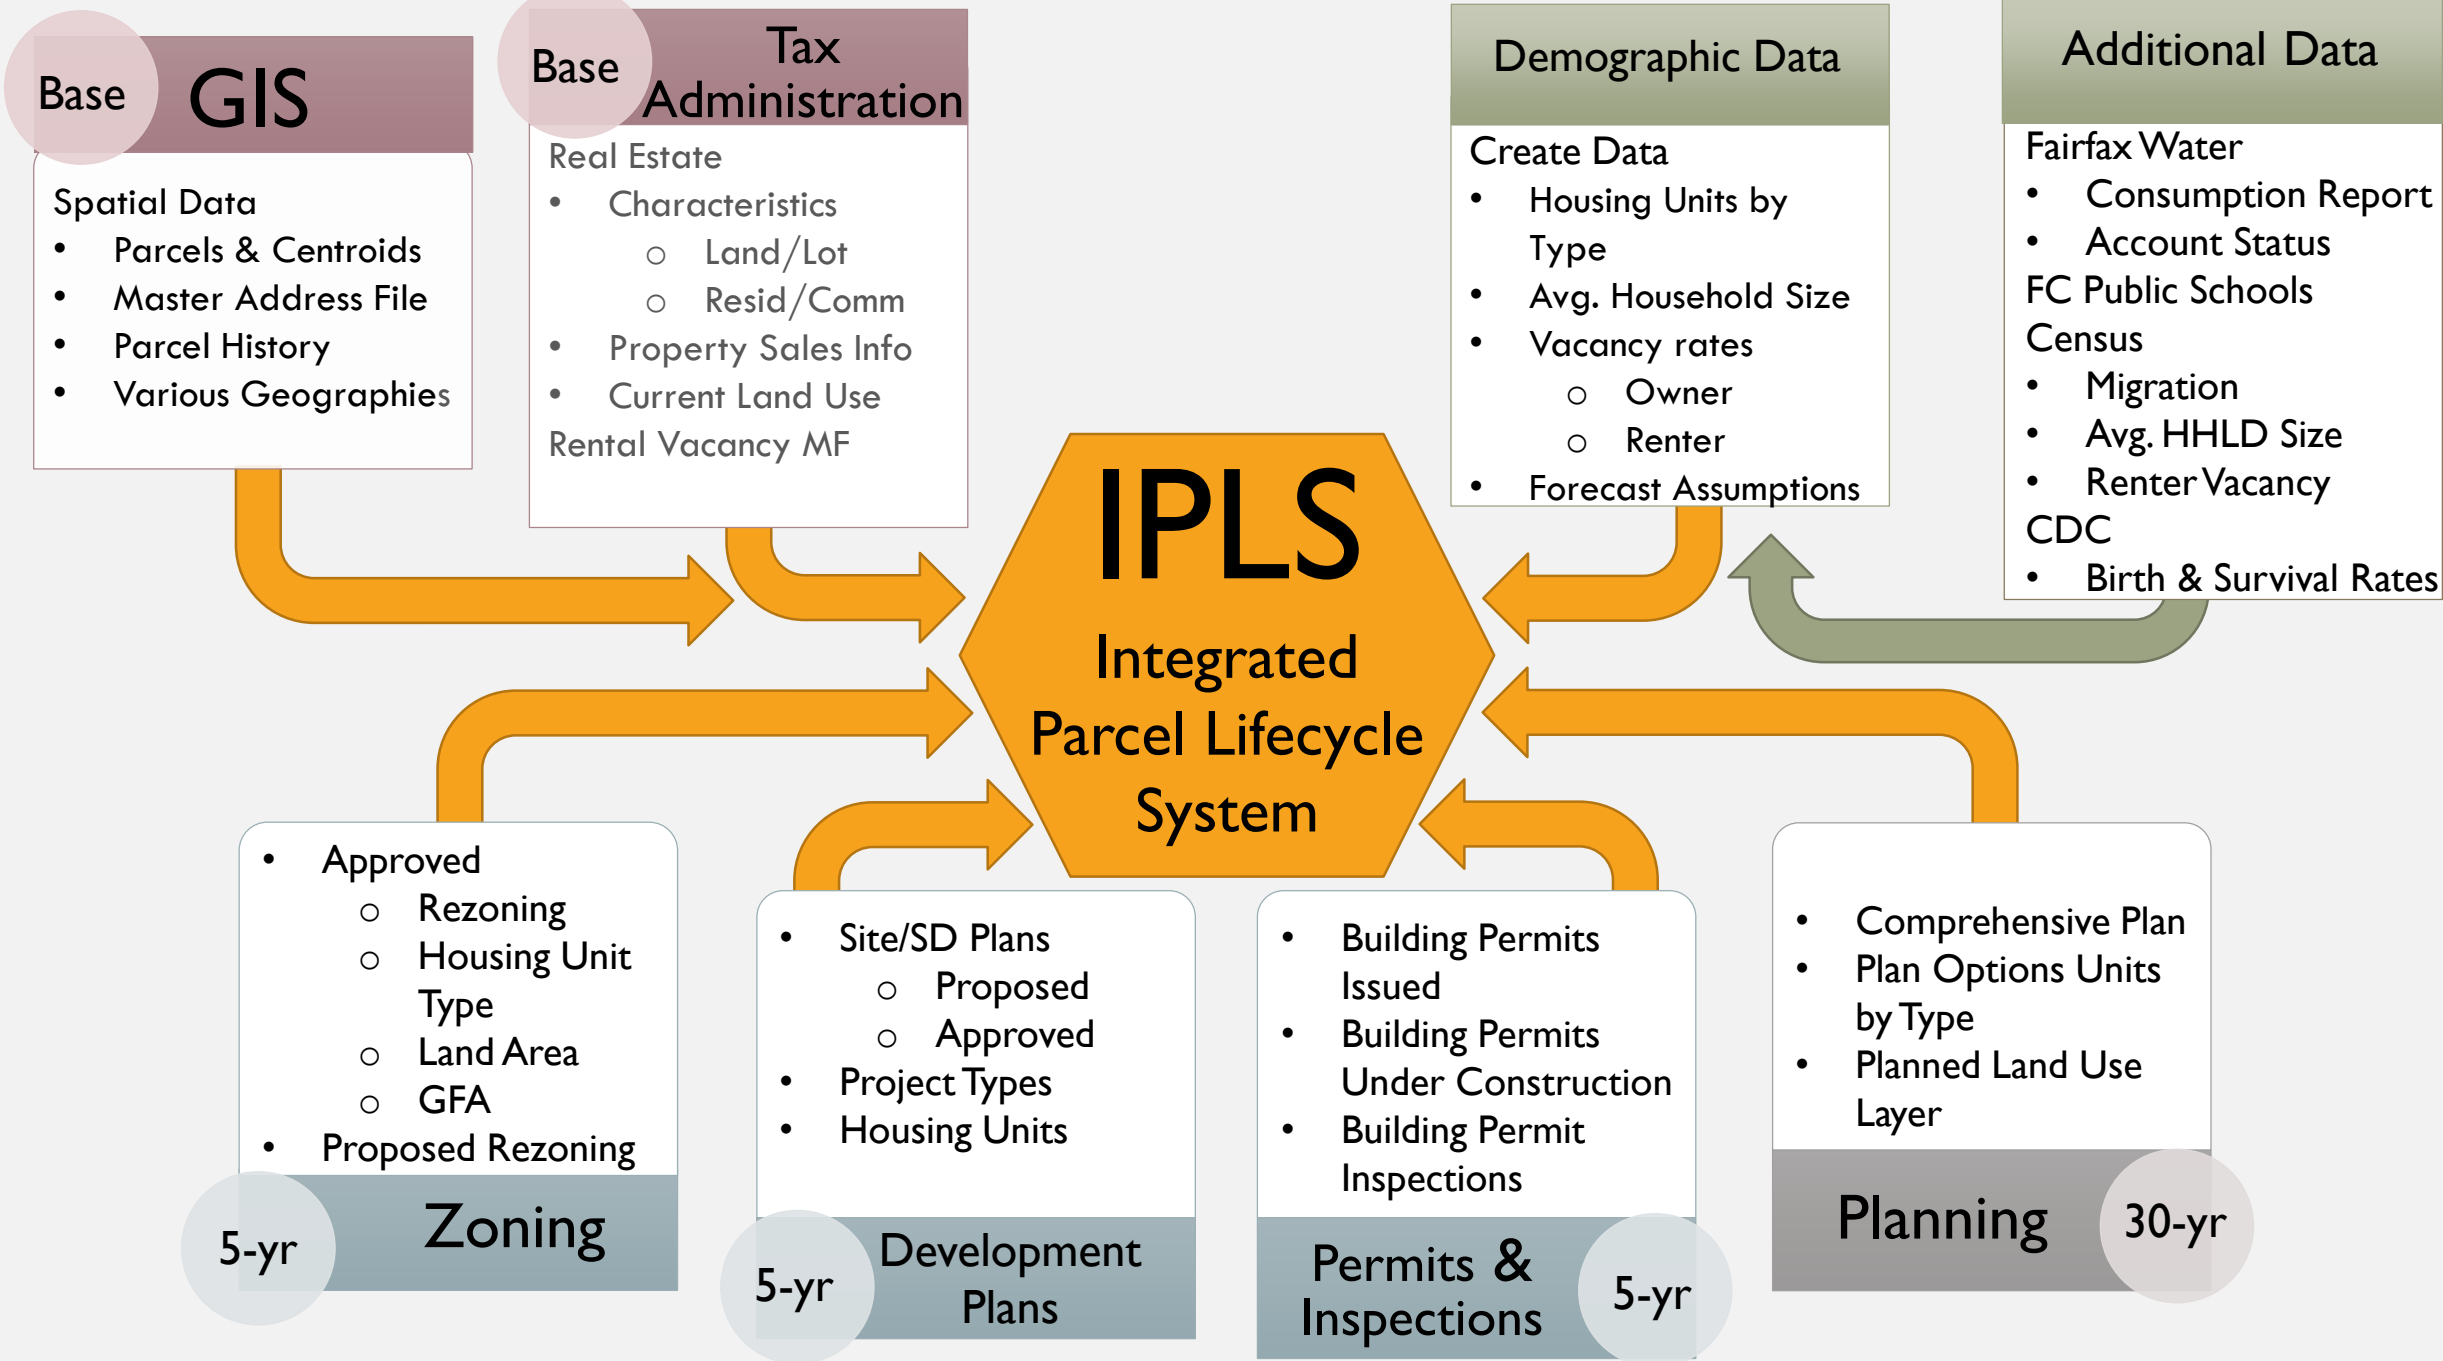 Base
GIS
Spatial Data
• Parcels & Centroids
• Master Address File
• Parcel History
• Various Geographies
Base
Tax
Administration
Real Estate
• Characteristics
o Land/Lot
o Resid/Comm
• Property Sales Info
• Current Land Use
Rental Vacancy MF
Demographic Data
Create Data
• Housing Units by
Type
• Avg. Household Size
• Vacancy rates
o Owner
o Renter
• Forecast Assumptions
Additional Data
Fairfax Water
• Consumption Report
• Account Status
FC Public Schools
Census
• Migration
• Avg. HHLD Size
• Renter Vacancy
CDC
• Birth & Survival Rates
IPLS
Integrated
Parcel Lifecycle
System
• Approved
o Rezoning
o Housing Unit
Type
o Land Area
o GFA
• Proposed Rezoning
5-yr
Zoning
• Site/SD Plans
o Proposed
o Approved
• Project Types
• Housing Units
5-yr
Development
Plans
• Building Permits
Issued
• Building Permits
Under Construction
• Building Permit
Inspections
Permits &
Inspections
5-yr
• Comprehensive Plan
• Plan Options Units
by Type
• Planned Land Use
Layer
Planning
30-yr